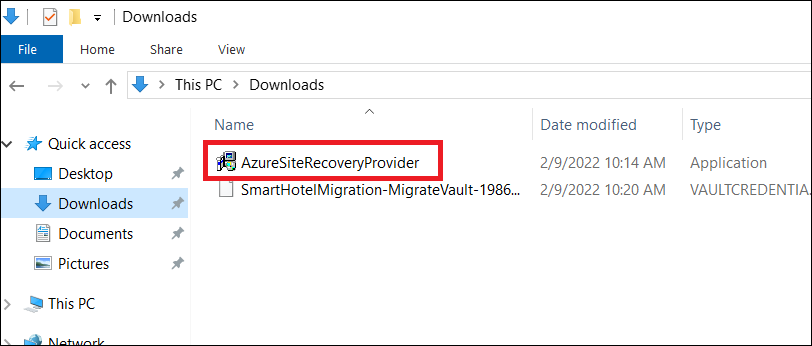 Downloads
File Home Share View
This PC Downloads
Name Date modified Type
Quick access
AzureSiteRecoveryProvider 2/9/2022 10:14 AM Application
Desktop
SmartHotelMigration-MigrateVault-1986... 2/9/2022 10:20 AM VAULTCREDENTIA
Downloads
Documents
Pictures
This PC
Network